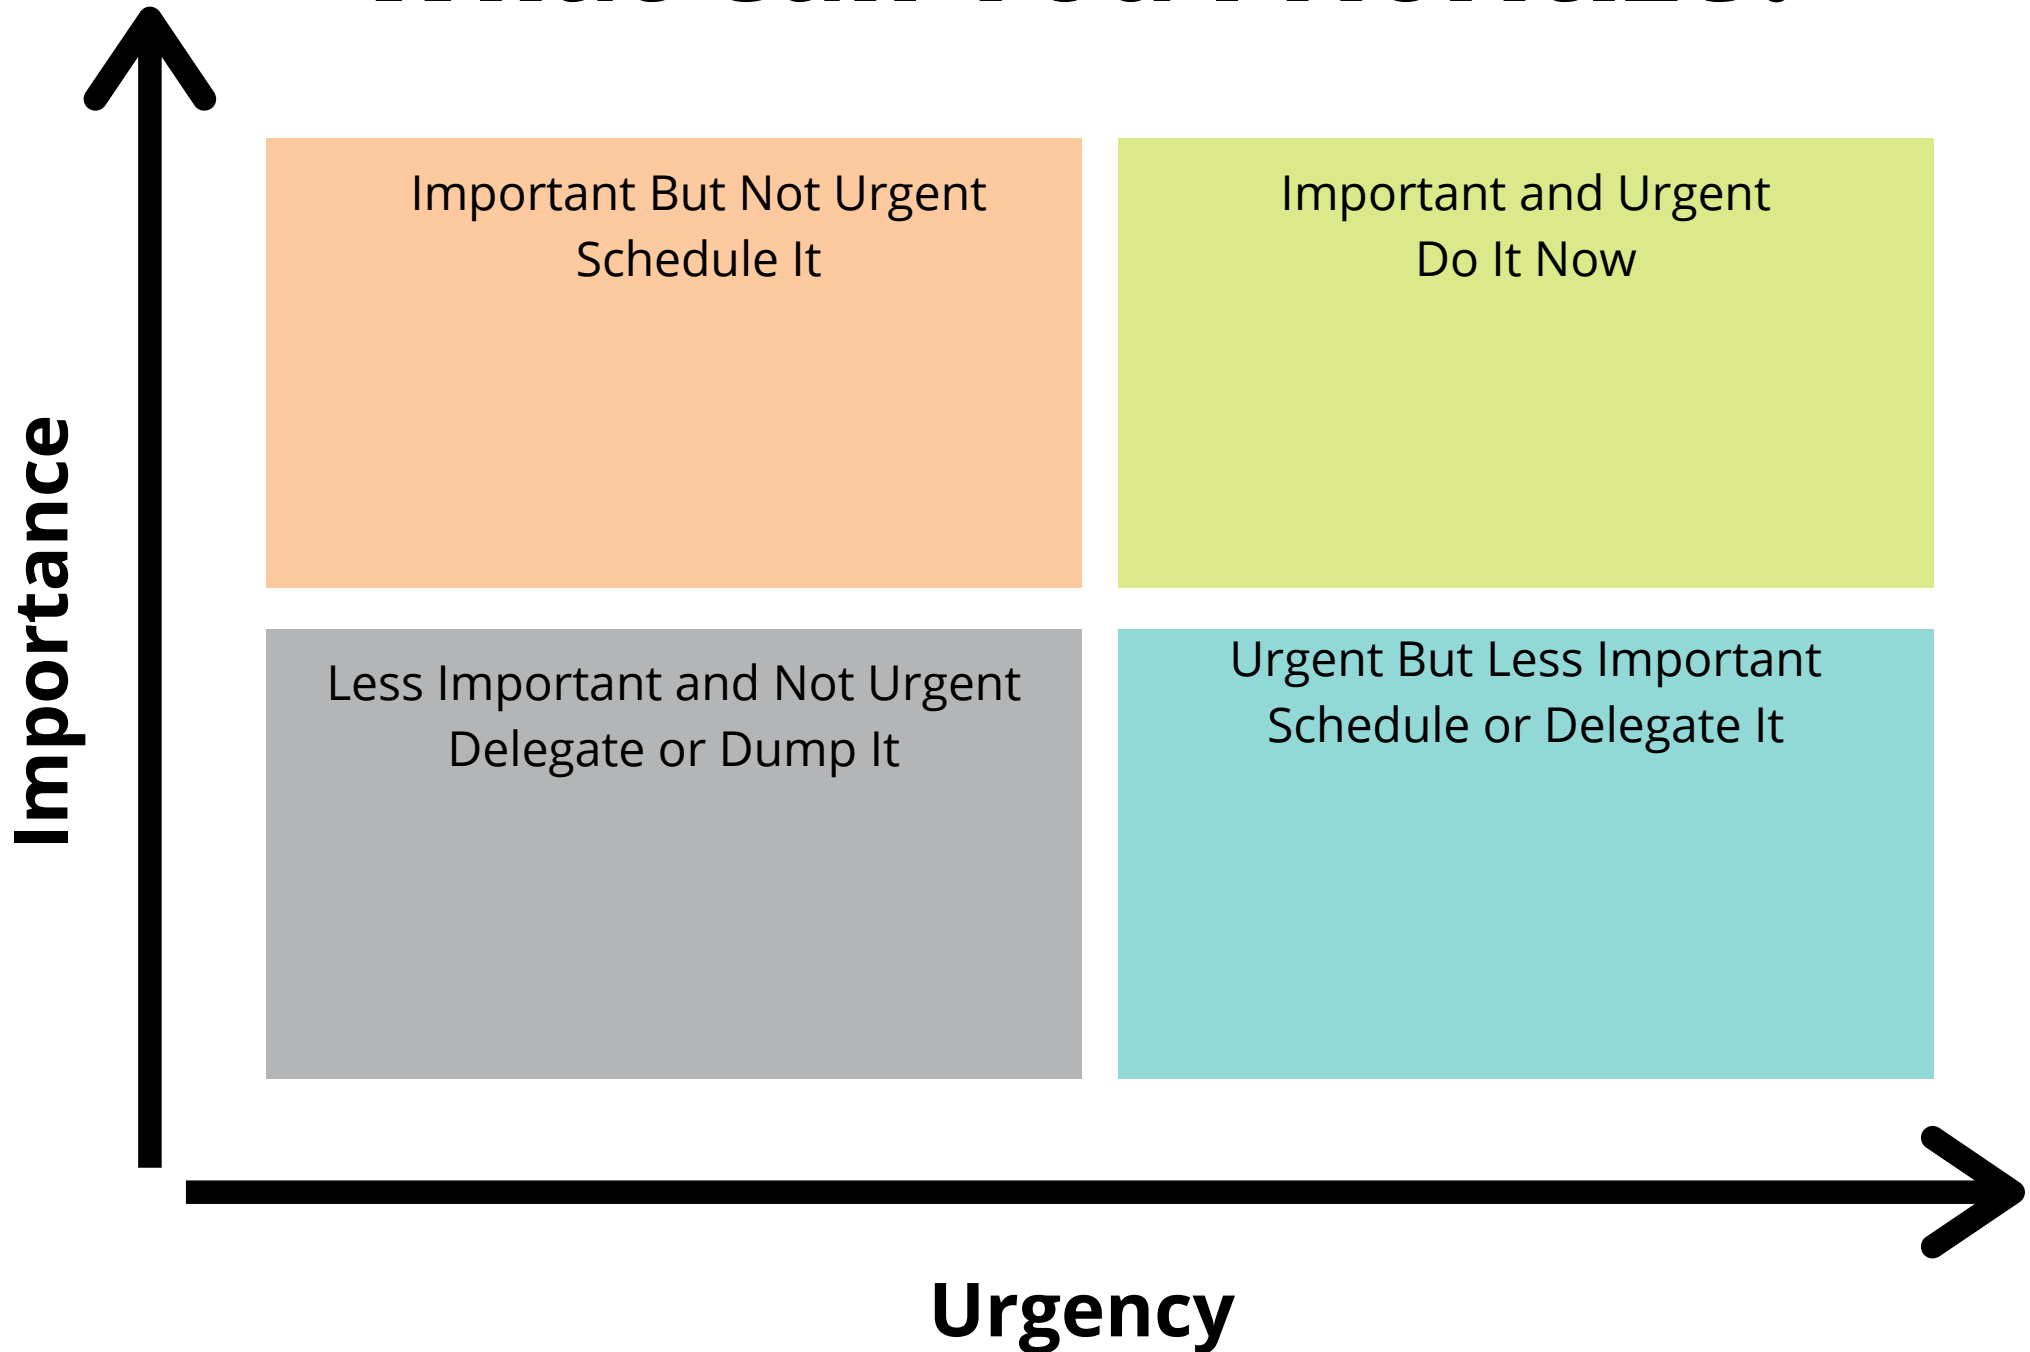 Important But Not Urgent
Schedule It
Important and Urgent
Do It Now
Less Important and Not Urgent
Delegate or Dump It
Urgent But Less Important
Schedule or Delegate It
Importance
Urgency